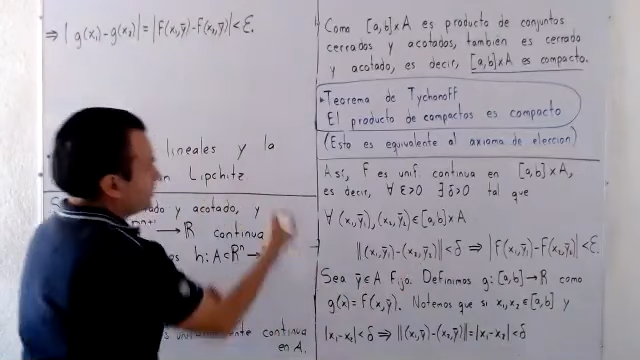 ⇒ | g(x₁)-g(x₂)| = |F(x₁,ȳ)-F(x₂,ȳ)| < ε.
lineales y la
Lipchitz.
ado y acotado, y
→ ℝ continua
h: A⊂ℝⁿ→
uniformemente continua
en A.
Como [a,b]×A es producto de conjuntos
cerrados y acotados, también es cerrado
y acotado, es decir, [a,b]×A es compacto.
Teorema de Tychonoff
El producto de compactos es compacto
(Esto es equivalente al axioma de eleccion)
Así, F es unif. continua en [a,b]×A,
es decir, ∀ ε>0 ∃ δ>0 tal que
∀ (x₁,ȳ₁),(x₂,ȳ₂)∈[a,b]×A
||(x₁,ȳ₁)-(x₂,ȳ₂)||<δ ⇒ |F(x₁,ȳ₁)-F(x₂,ȳ₂)|<ε.
Sea ȳ∈A fijo. Definimos g:[a,b]→ℝ como
g(x)=F(x,ȳ). Notemos que si x₁,x₂∈[a,b] y
|x₁-x₂|<δ ⇒ ||(x₁,ȳ)-(x₂,ȳ)||=|x₁-x₂|<δ